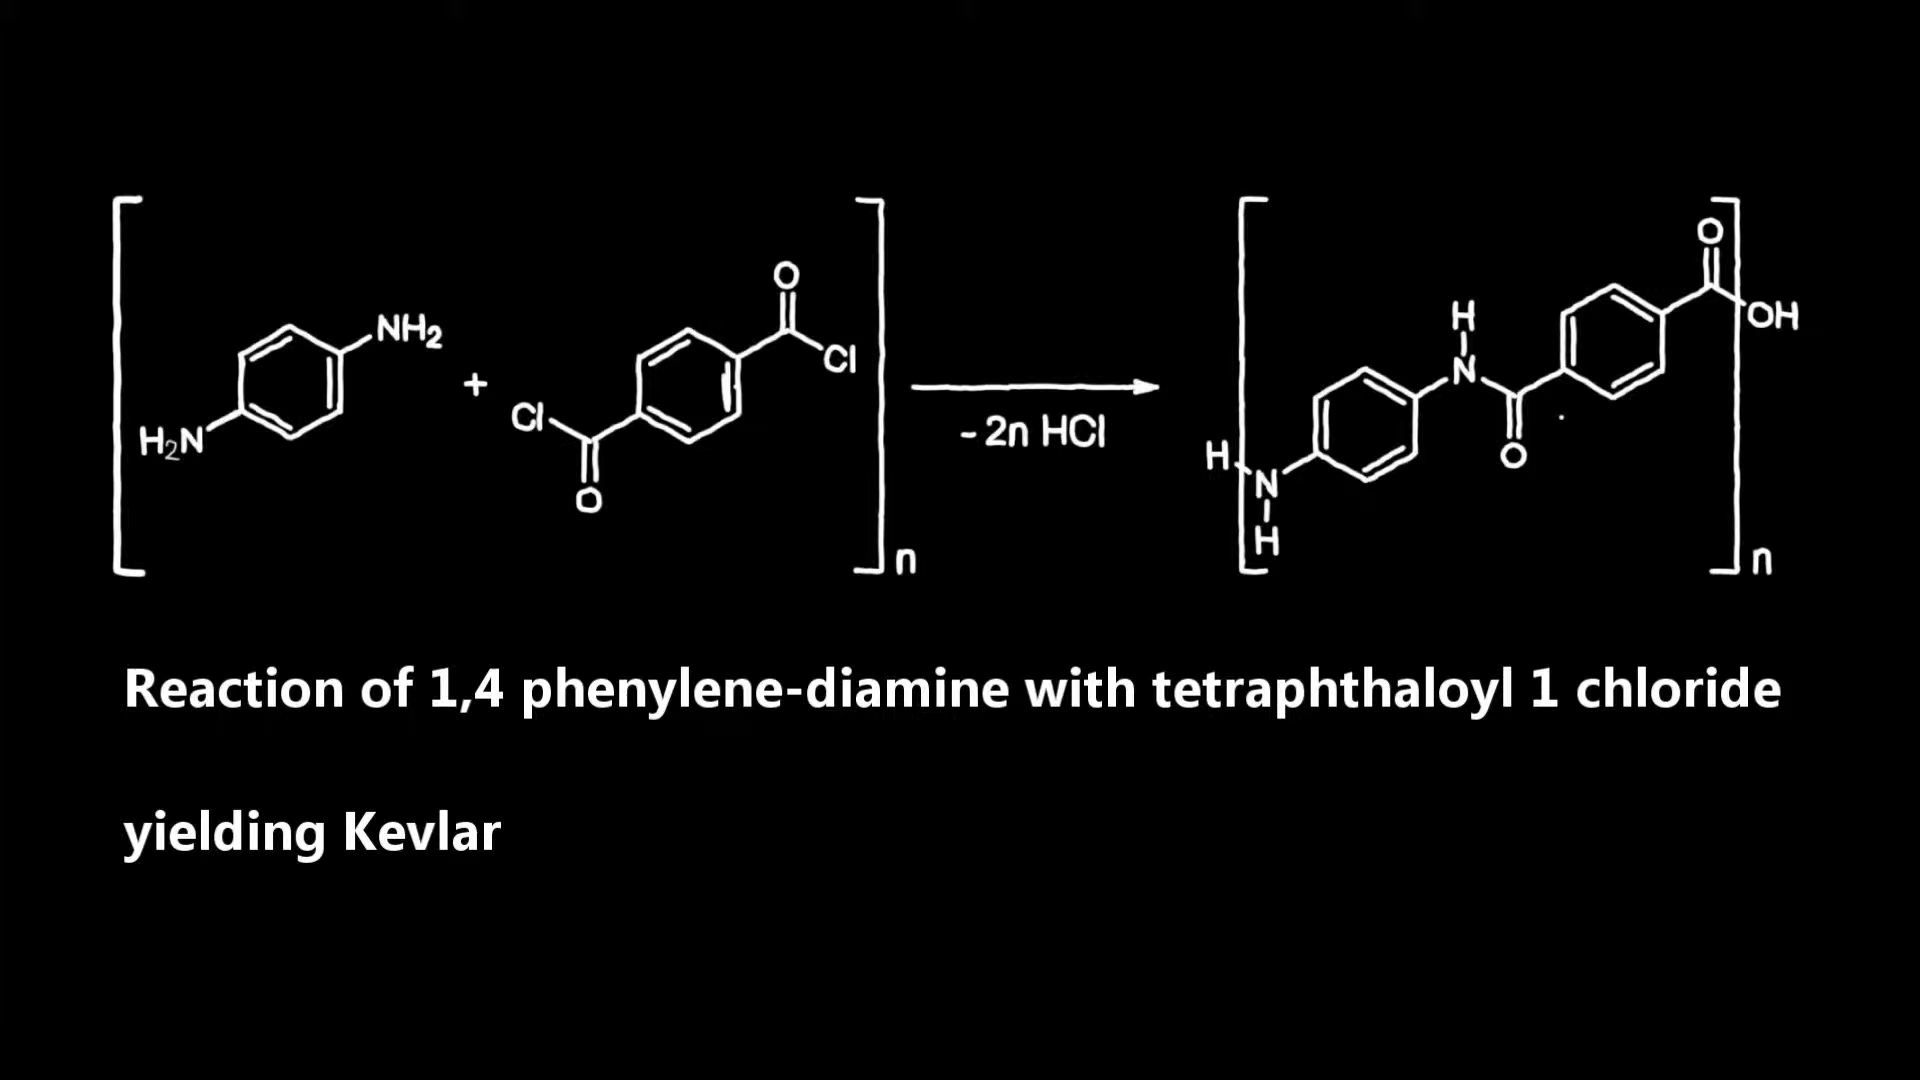 O
O
NH₂
H
OH
Cl
N
+
Cl
- 2n HCl
H₂N
H
O
N
O
H
n
n
Reaction of 1,4 phenylene-diamine with tetraphthaloyl 1 chloride
yielding Kevlar